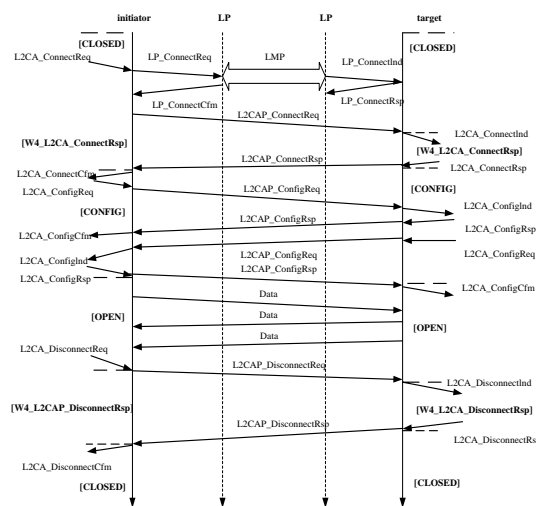 initiator LP LP target
[CLOSED] [CLOSED]
L2CA_ConnectReq
LP_ConnectReq LMP LP_ConnectInd
LP_ConnectCfm LP_ConnectRsp
L2CAP_ConnectReq
L2CA_ConnectInd
[W4_L2CA_ConnectRsp] [W4_L2CA_ConnectRsp]
L2CAP_ConnectRsp
L2CA_ConnectRsp
L2CA_ConnectCfm
L2CA_ConfigReq L2CAP_ConfigReq [CONFIG]
[CONFIG] L2CA_ConfigInd
L2CAP_ConfigRsp L2CA_ConfigRsp
L2CA_ConfigCfm
L2CA_ConfigReq
L2CA_ConfigInd L2CAP_ConfigReq
L2CAP_ConfigRsp
L2CA_ConfigRsp L2CA_ConfigCfm
Data
[OPEN] Data [OPEN]
Data
L2CA_DisconnectReq
L2CAP_DisconnectReq
L2CA_DisconnectInd
[W4_L2CAP_DisconnectRsp] [W4_L2CA_DisconnectRsp]
L2CAP_DisconnectRsp
L2CA_DisconnectRs
L2CA_DisconnectCfm
[CLOSED] [CLOSED]